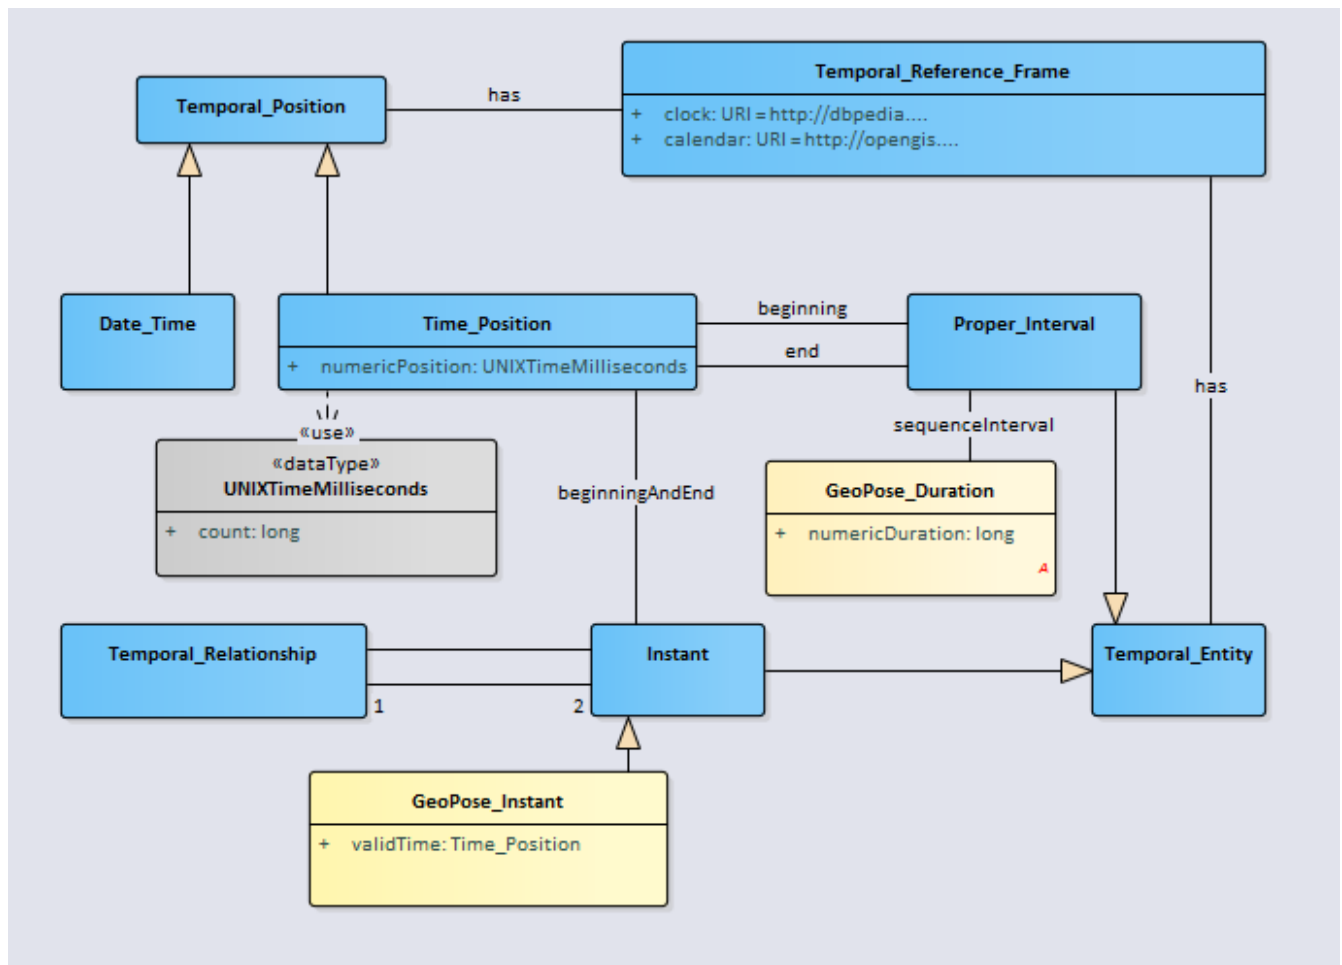 Temporal_Reference_Frame
+ clock: URI = http://dbpedia....
+ calendar: URI = http://opengis....
Temporal_Position
has
Date_Time
Time_Position
+ numericPosition: UNIXTimeMilliseconds
beginning
end
Proper_Interval
has
«use»
«dataType»
UNIXTimeMilliseconds
+ count: long
sequenceInterval
GeoPose_Duration
+ numericDuration: long
A
beginningAndEnd
Temporal_Relationship
1
2
Instant
Temporal_Entity
GeoPose_Instant
+ validTime: Time_Position